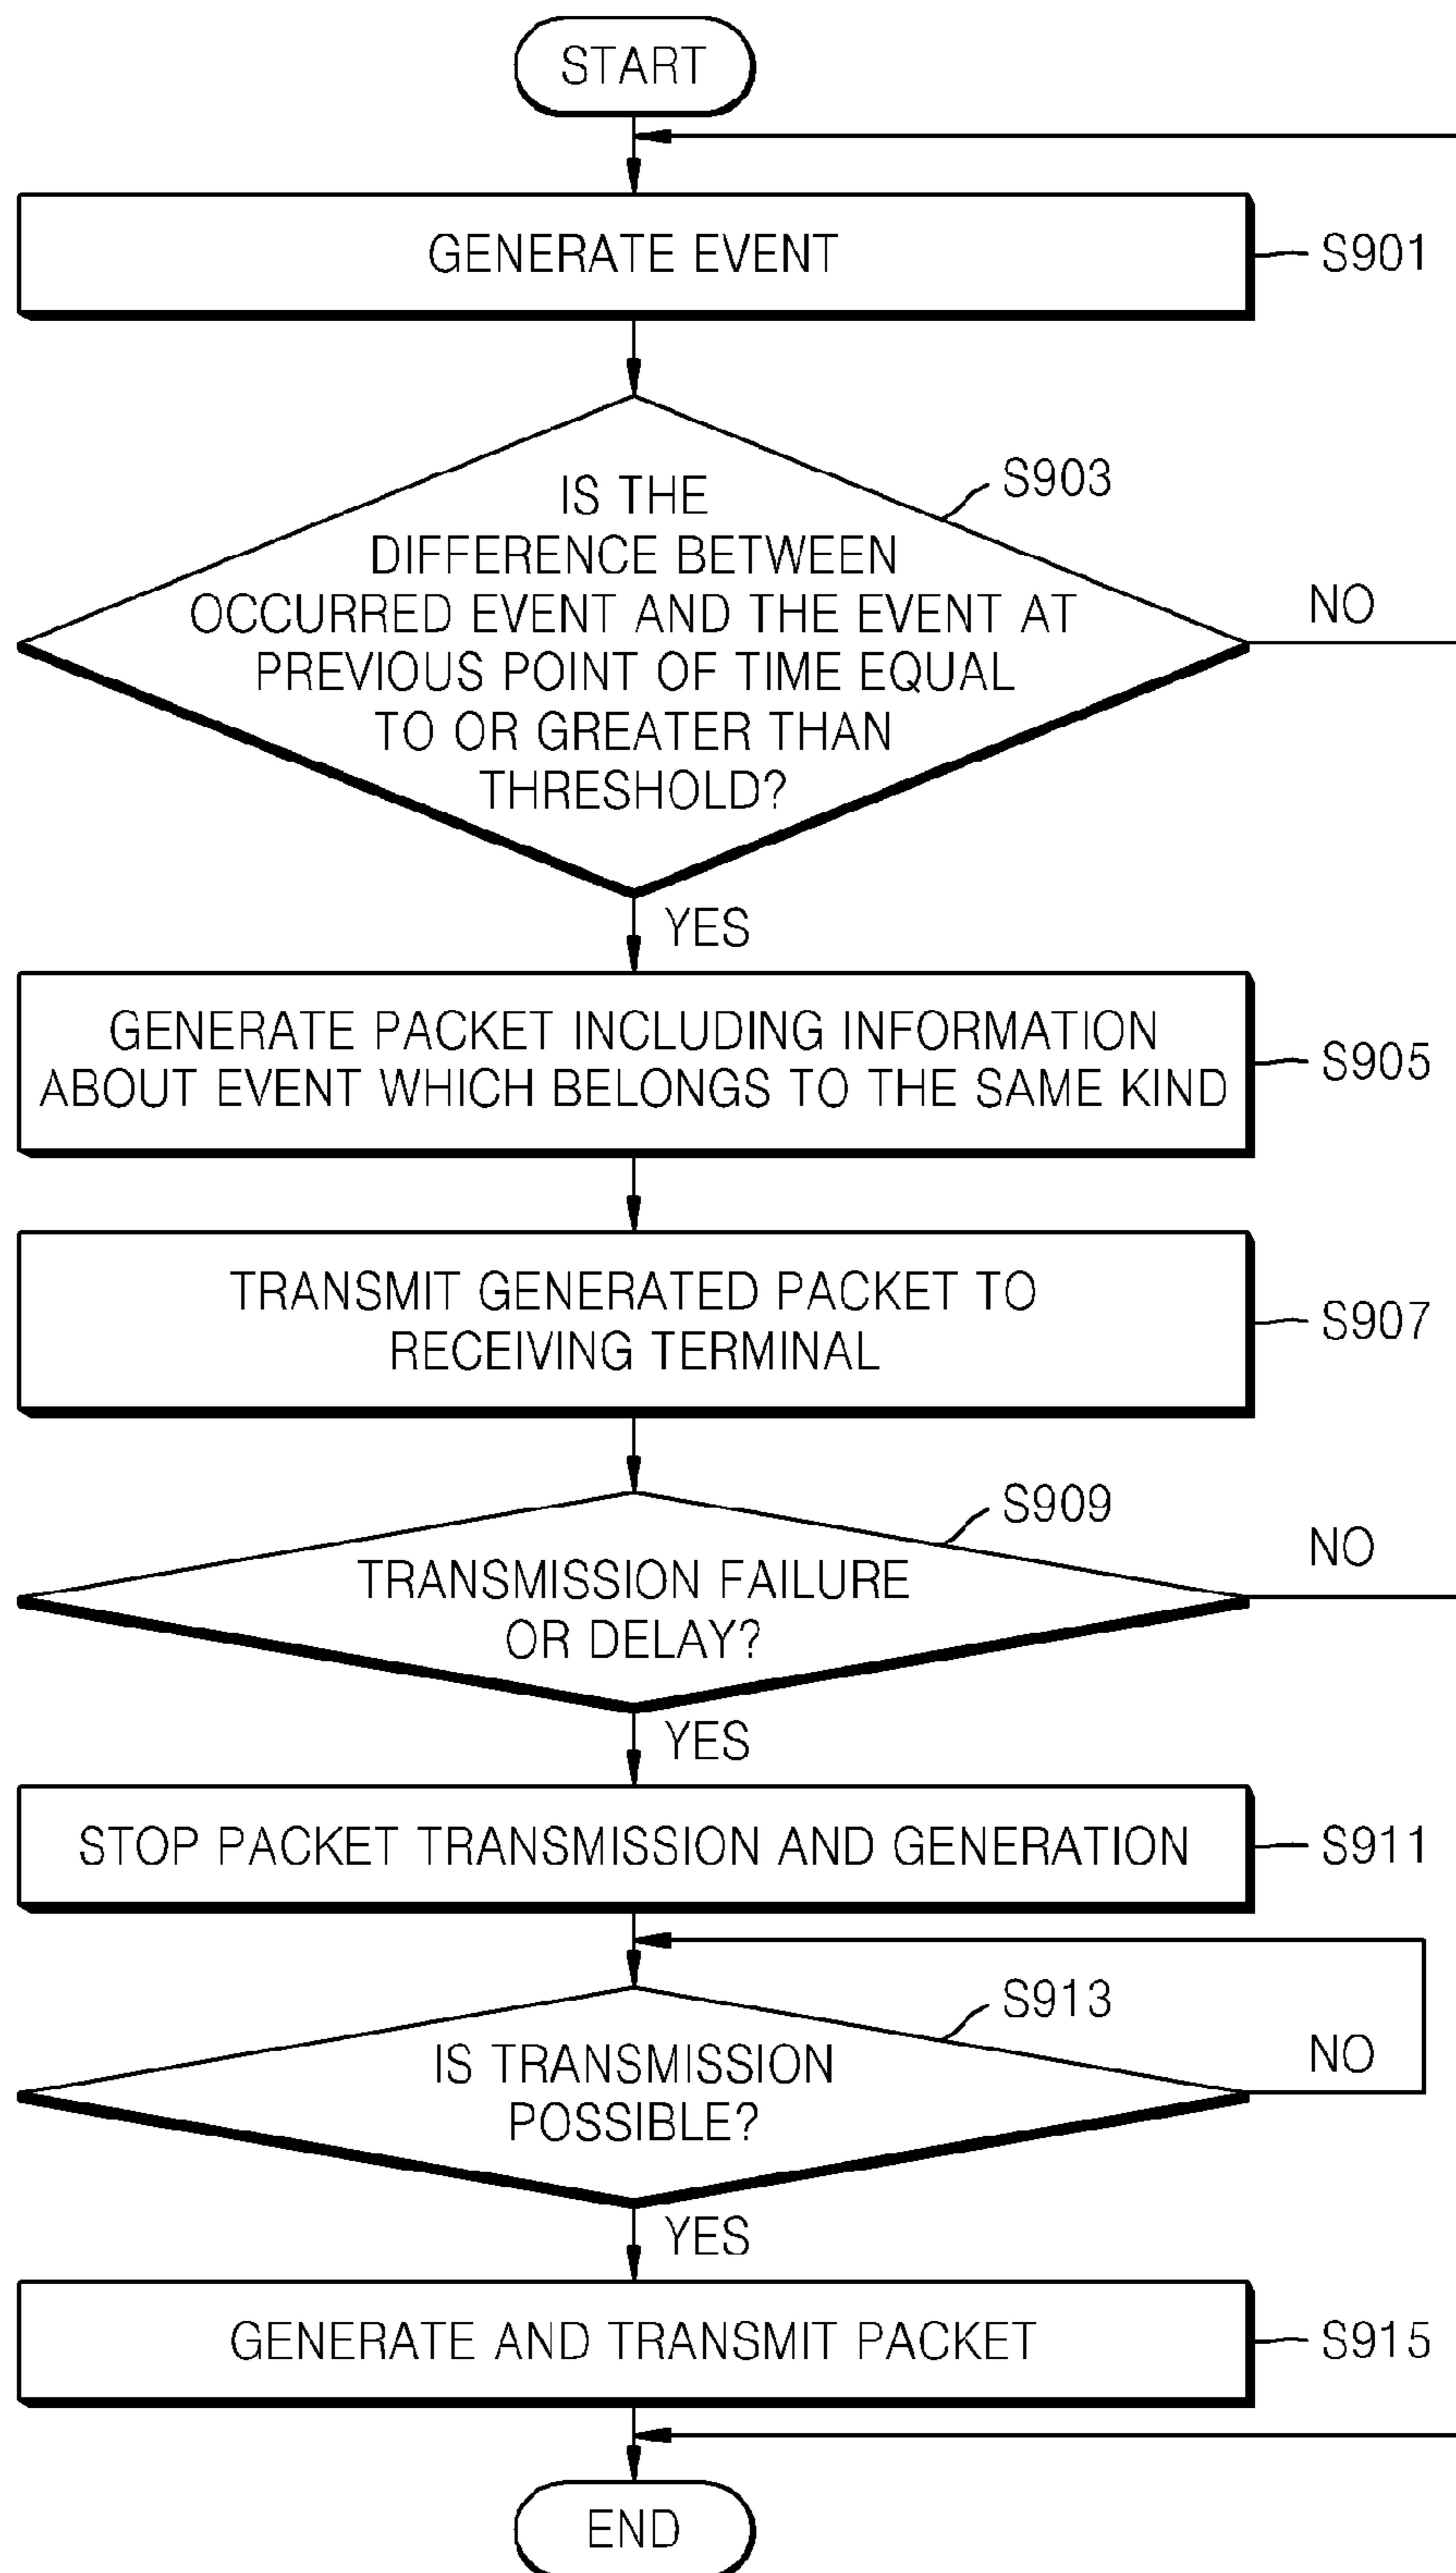 START
GENERATE EVENT
S901
S903
IS THE
DIFFERENCE BETWEEN
OCCURRED EVENT AND THE EVENT AT
PREVIOUS POINT OF TIME EQUAL
TO OR GREATER THAN
THRESHOLD?
NO
YES
GENERATE PACKET INCLUDING INFORMATION
ABOUT EVENT WHICH BELONGS TO THE SAME KIND
S905
TRANSMIT GENERATED PACKET TO
RECEIVING TERMINAL
S907
S909
TRANSMISSION FAILURE
OR DELAY?
NO
YES
STOP PACKET TRANSMISSION AND GENERATION
S911
S913
IS TRANSMISSION
POSSIBLE?
NO
YES
GENERATE AND TRANSMIT PACKET
S915
END